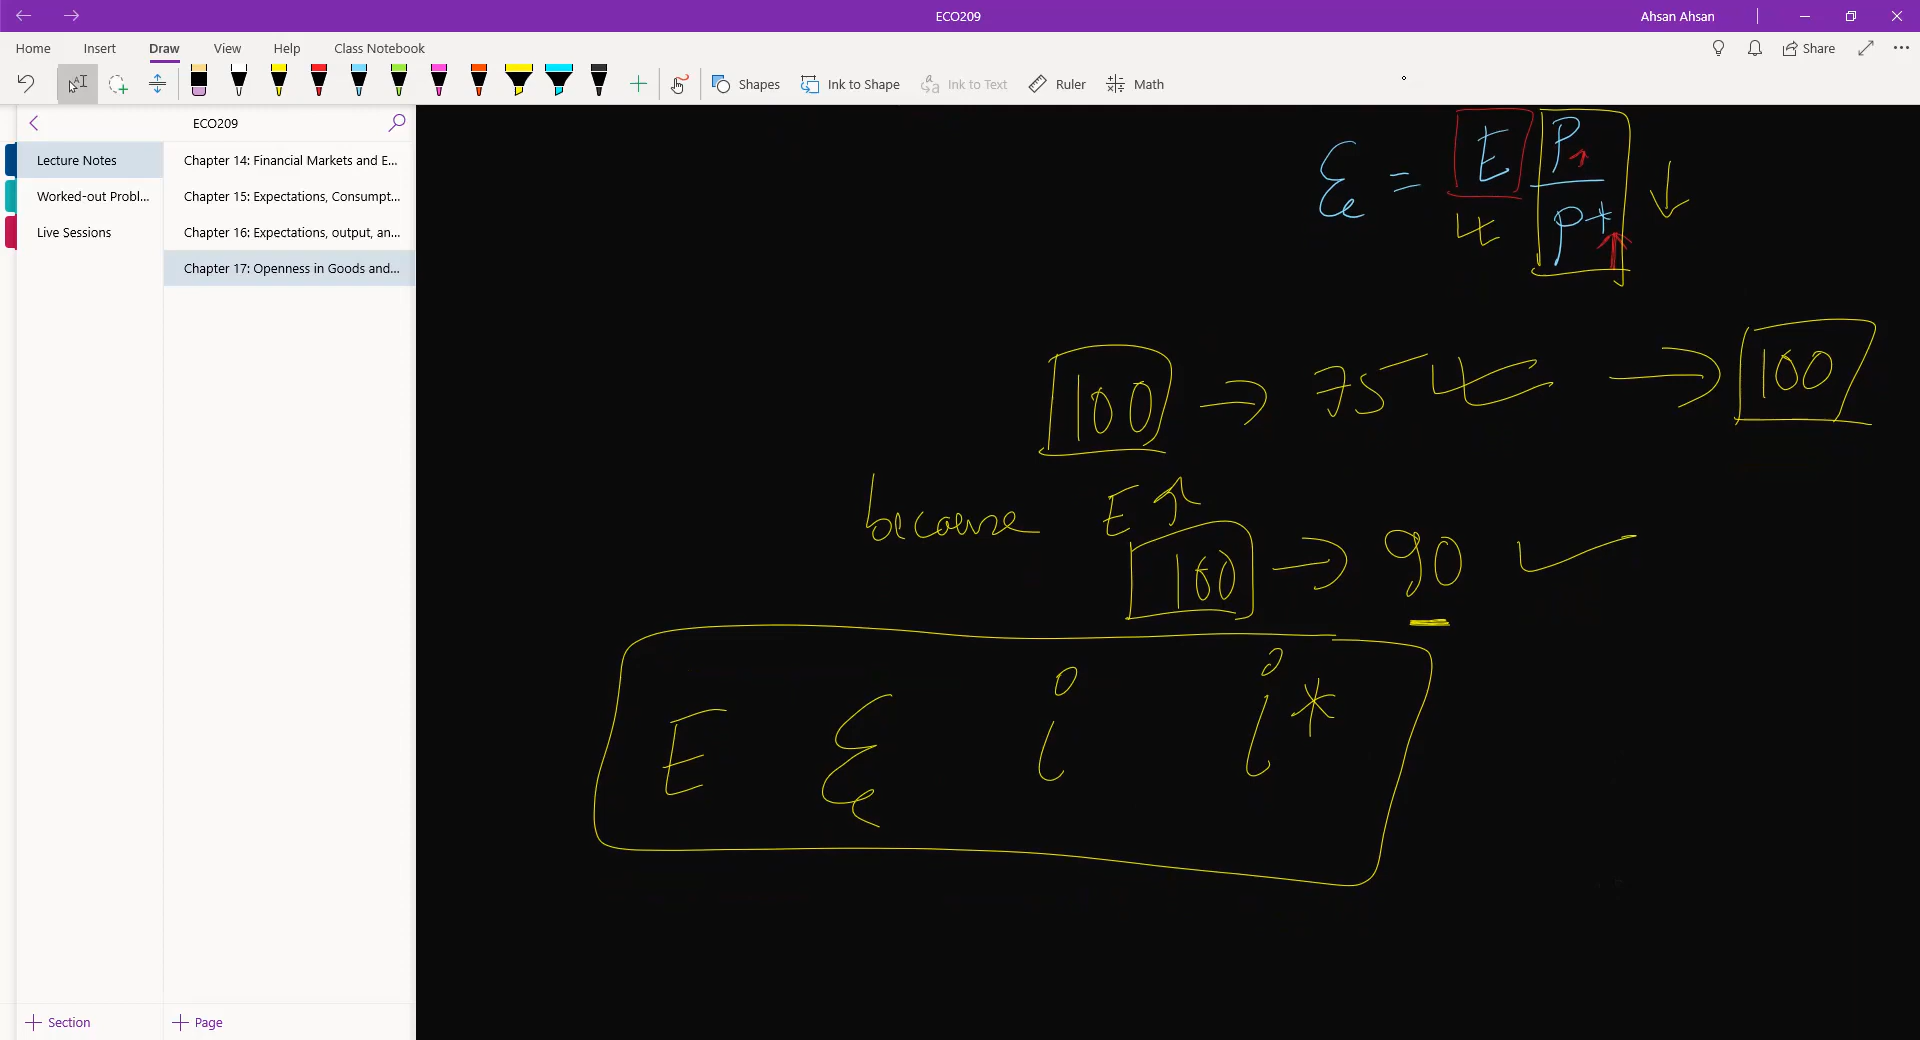 ECO209
Ahsan Ahsan
Home Insert Draw View Help Class Notebook
Share
Shapes Ink to Shape Ink to Text Ruler Math
ECO209
Lecture Notes
Worked-out Probl...
Live Sessions
Chapter 14: Financial Markets and E...
Chapter 15: Expectations, Consumpt...
Chapter 16: Expectations, output, an...
Chapter 17: Openness in Goods and...
ℰ = E P↑ / P*↑ ↓
100 → 75 → 100
because E↑
100 → 90 ✓
E ℰ i i*
+ Section
+ Page